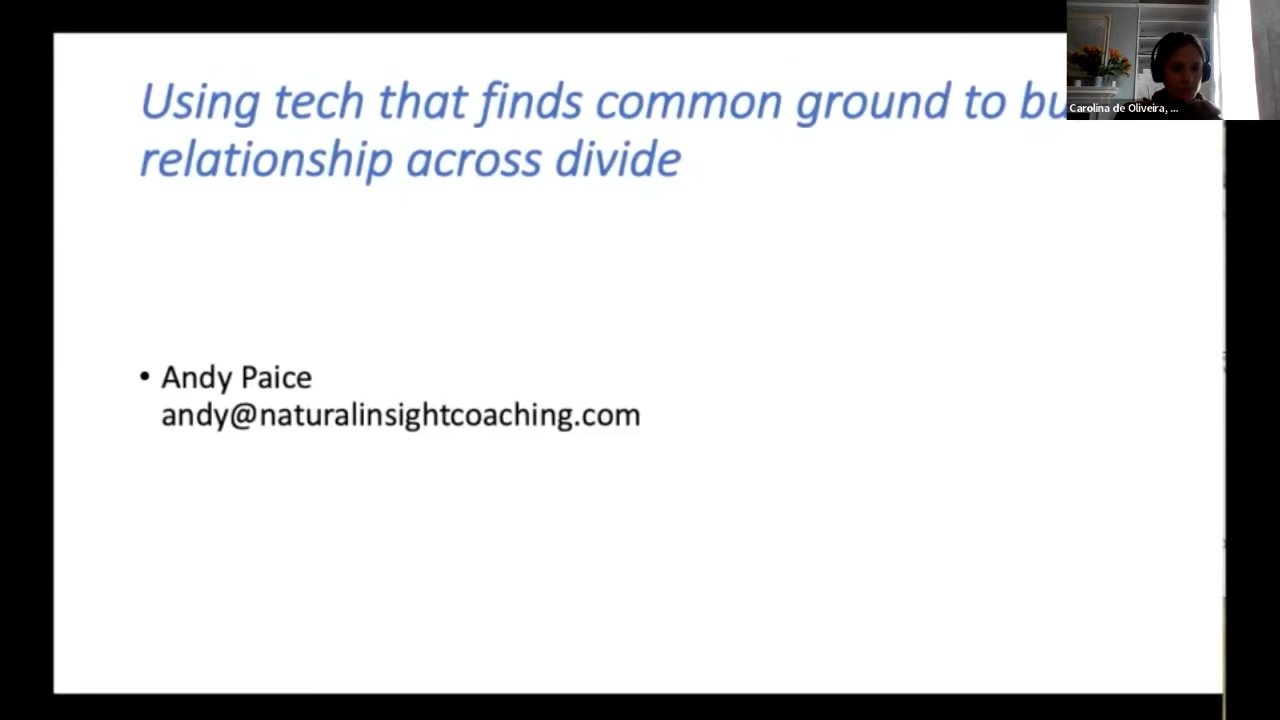 Using tech that finds common ground to bu
relationship across divide
• Andy Paice
andy@naturalinsightcoaching.com
Carolina de Oliveira, ...